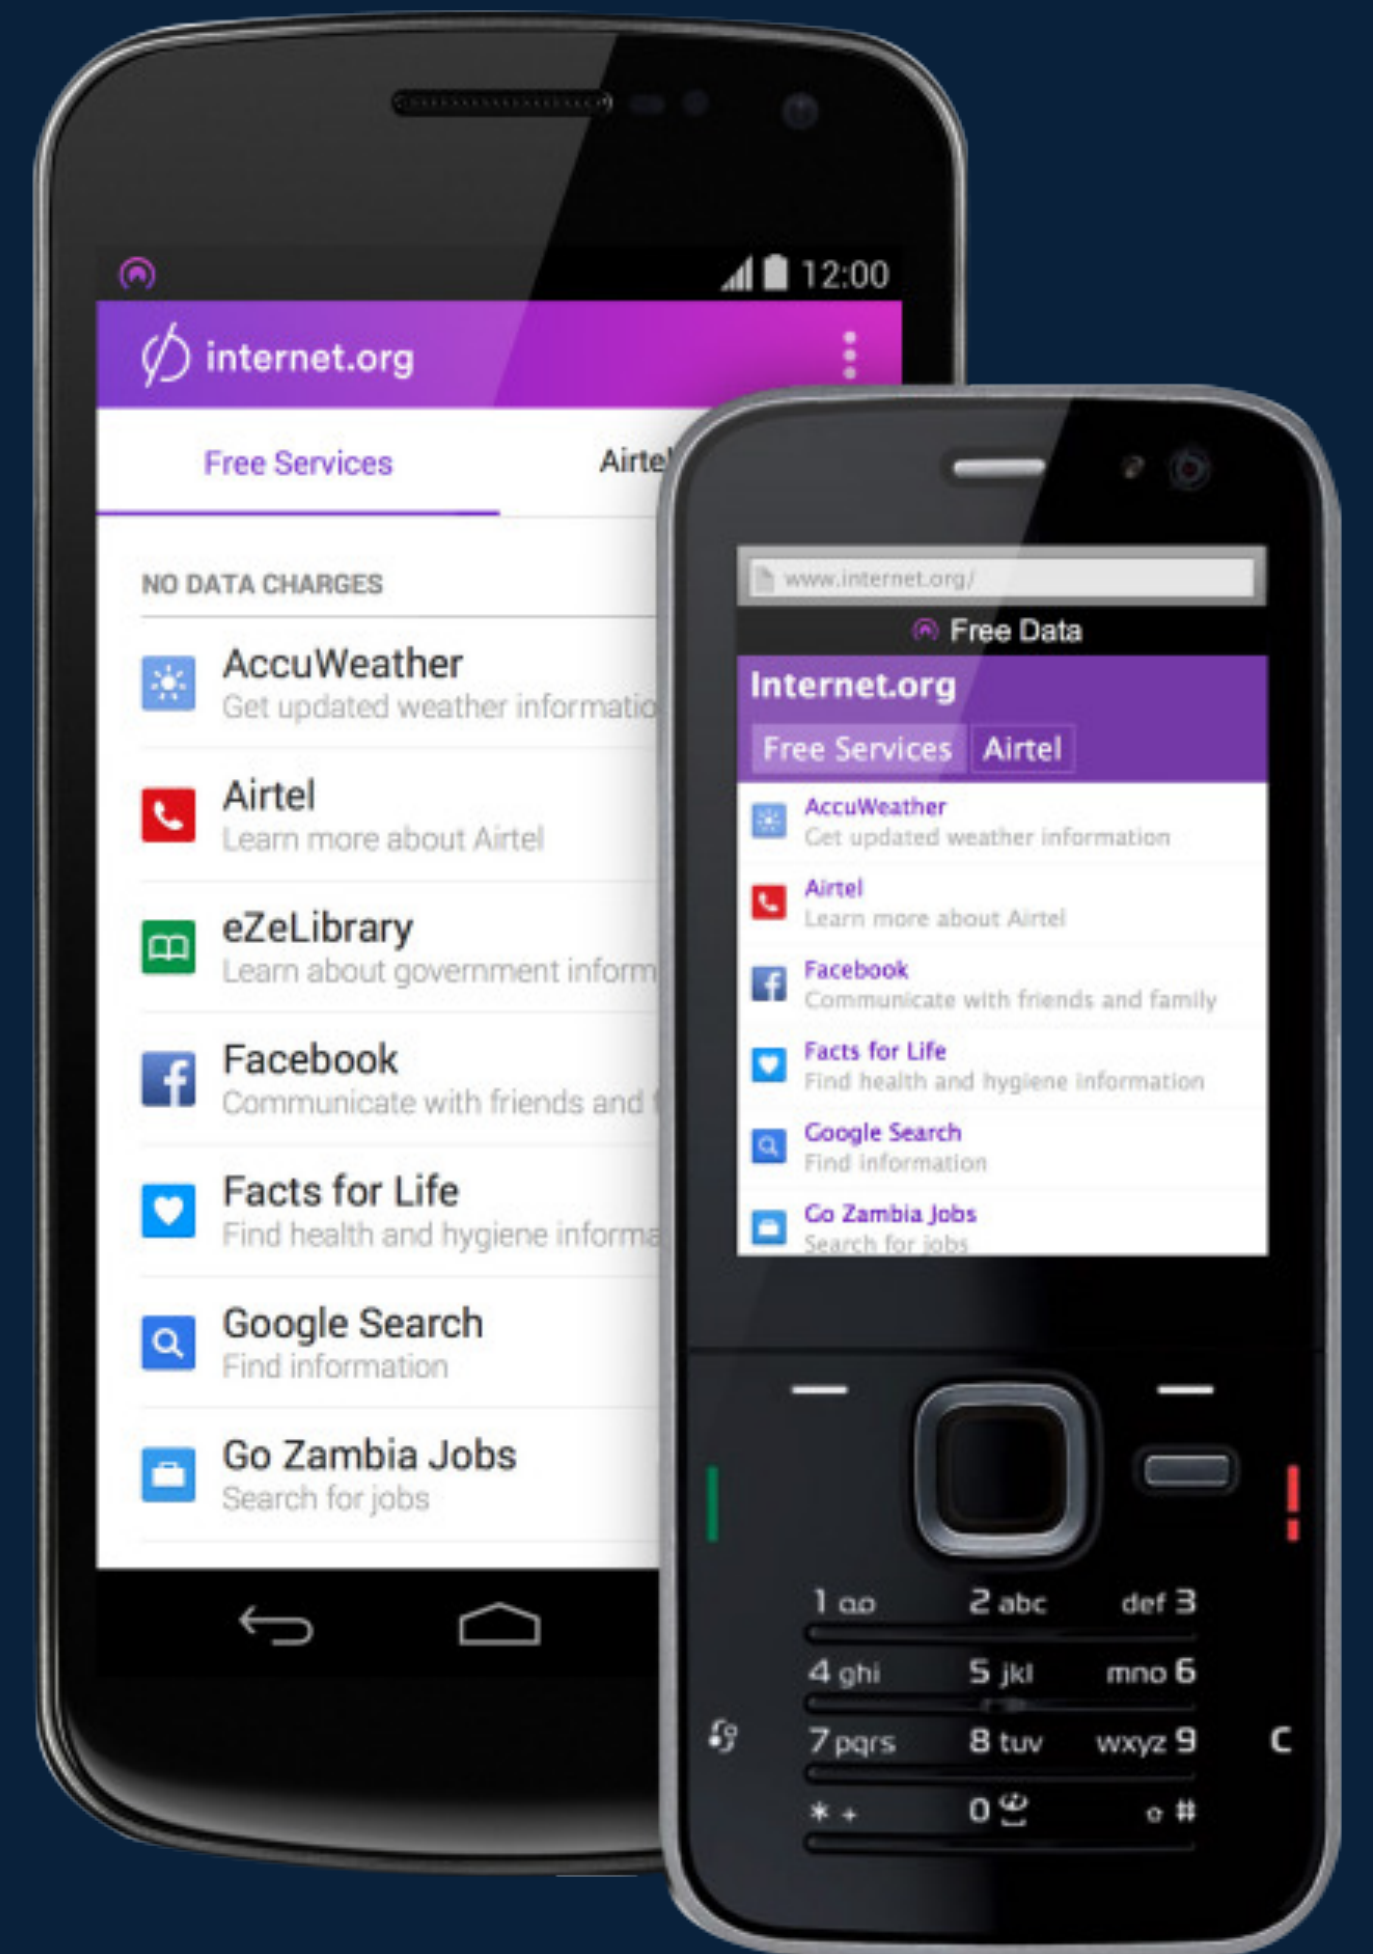 12:00
internet.org
Free Services
Airtel
NO DATA CHARGES
AccuWeather
Get updated weather informatio
Airtel
Learn more about Airtel
eZeLibrary
Learn about government inform
Facebook
Communicate with friends and f
Facts for Life
Find health and hygiene informa
Google Search
Find information
Go Zambia Jobs
Search for jobs
www.internet.org/
Free Data
Internet.org
Free Services Airtel
AccuWeather
Get updated weather information
Airtel
Learn more about Airtel
Facebook
Communicate with friends and family
Facts for Life
Find health and hygiene information
Google Search
Find information
Go Zambia Jobs
Search for jobs
1 2 abc def 3
4 ghi 5 jkl mno 6
7 pqrs 8 tuv wxyz 9 C
* + 0 #